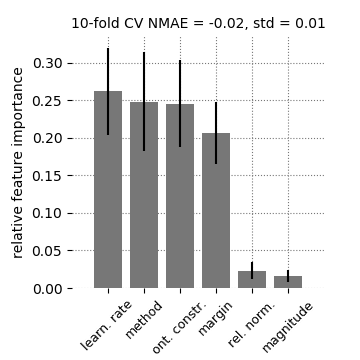 10-fold CV NMAE = -0.02, std = 0.01
relative feature importance
0.30
0.25
0.20
0.15
0.10
0.05
0.00
learn. rate
method
ont. constr.
margin
rel. norm.
magnitude